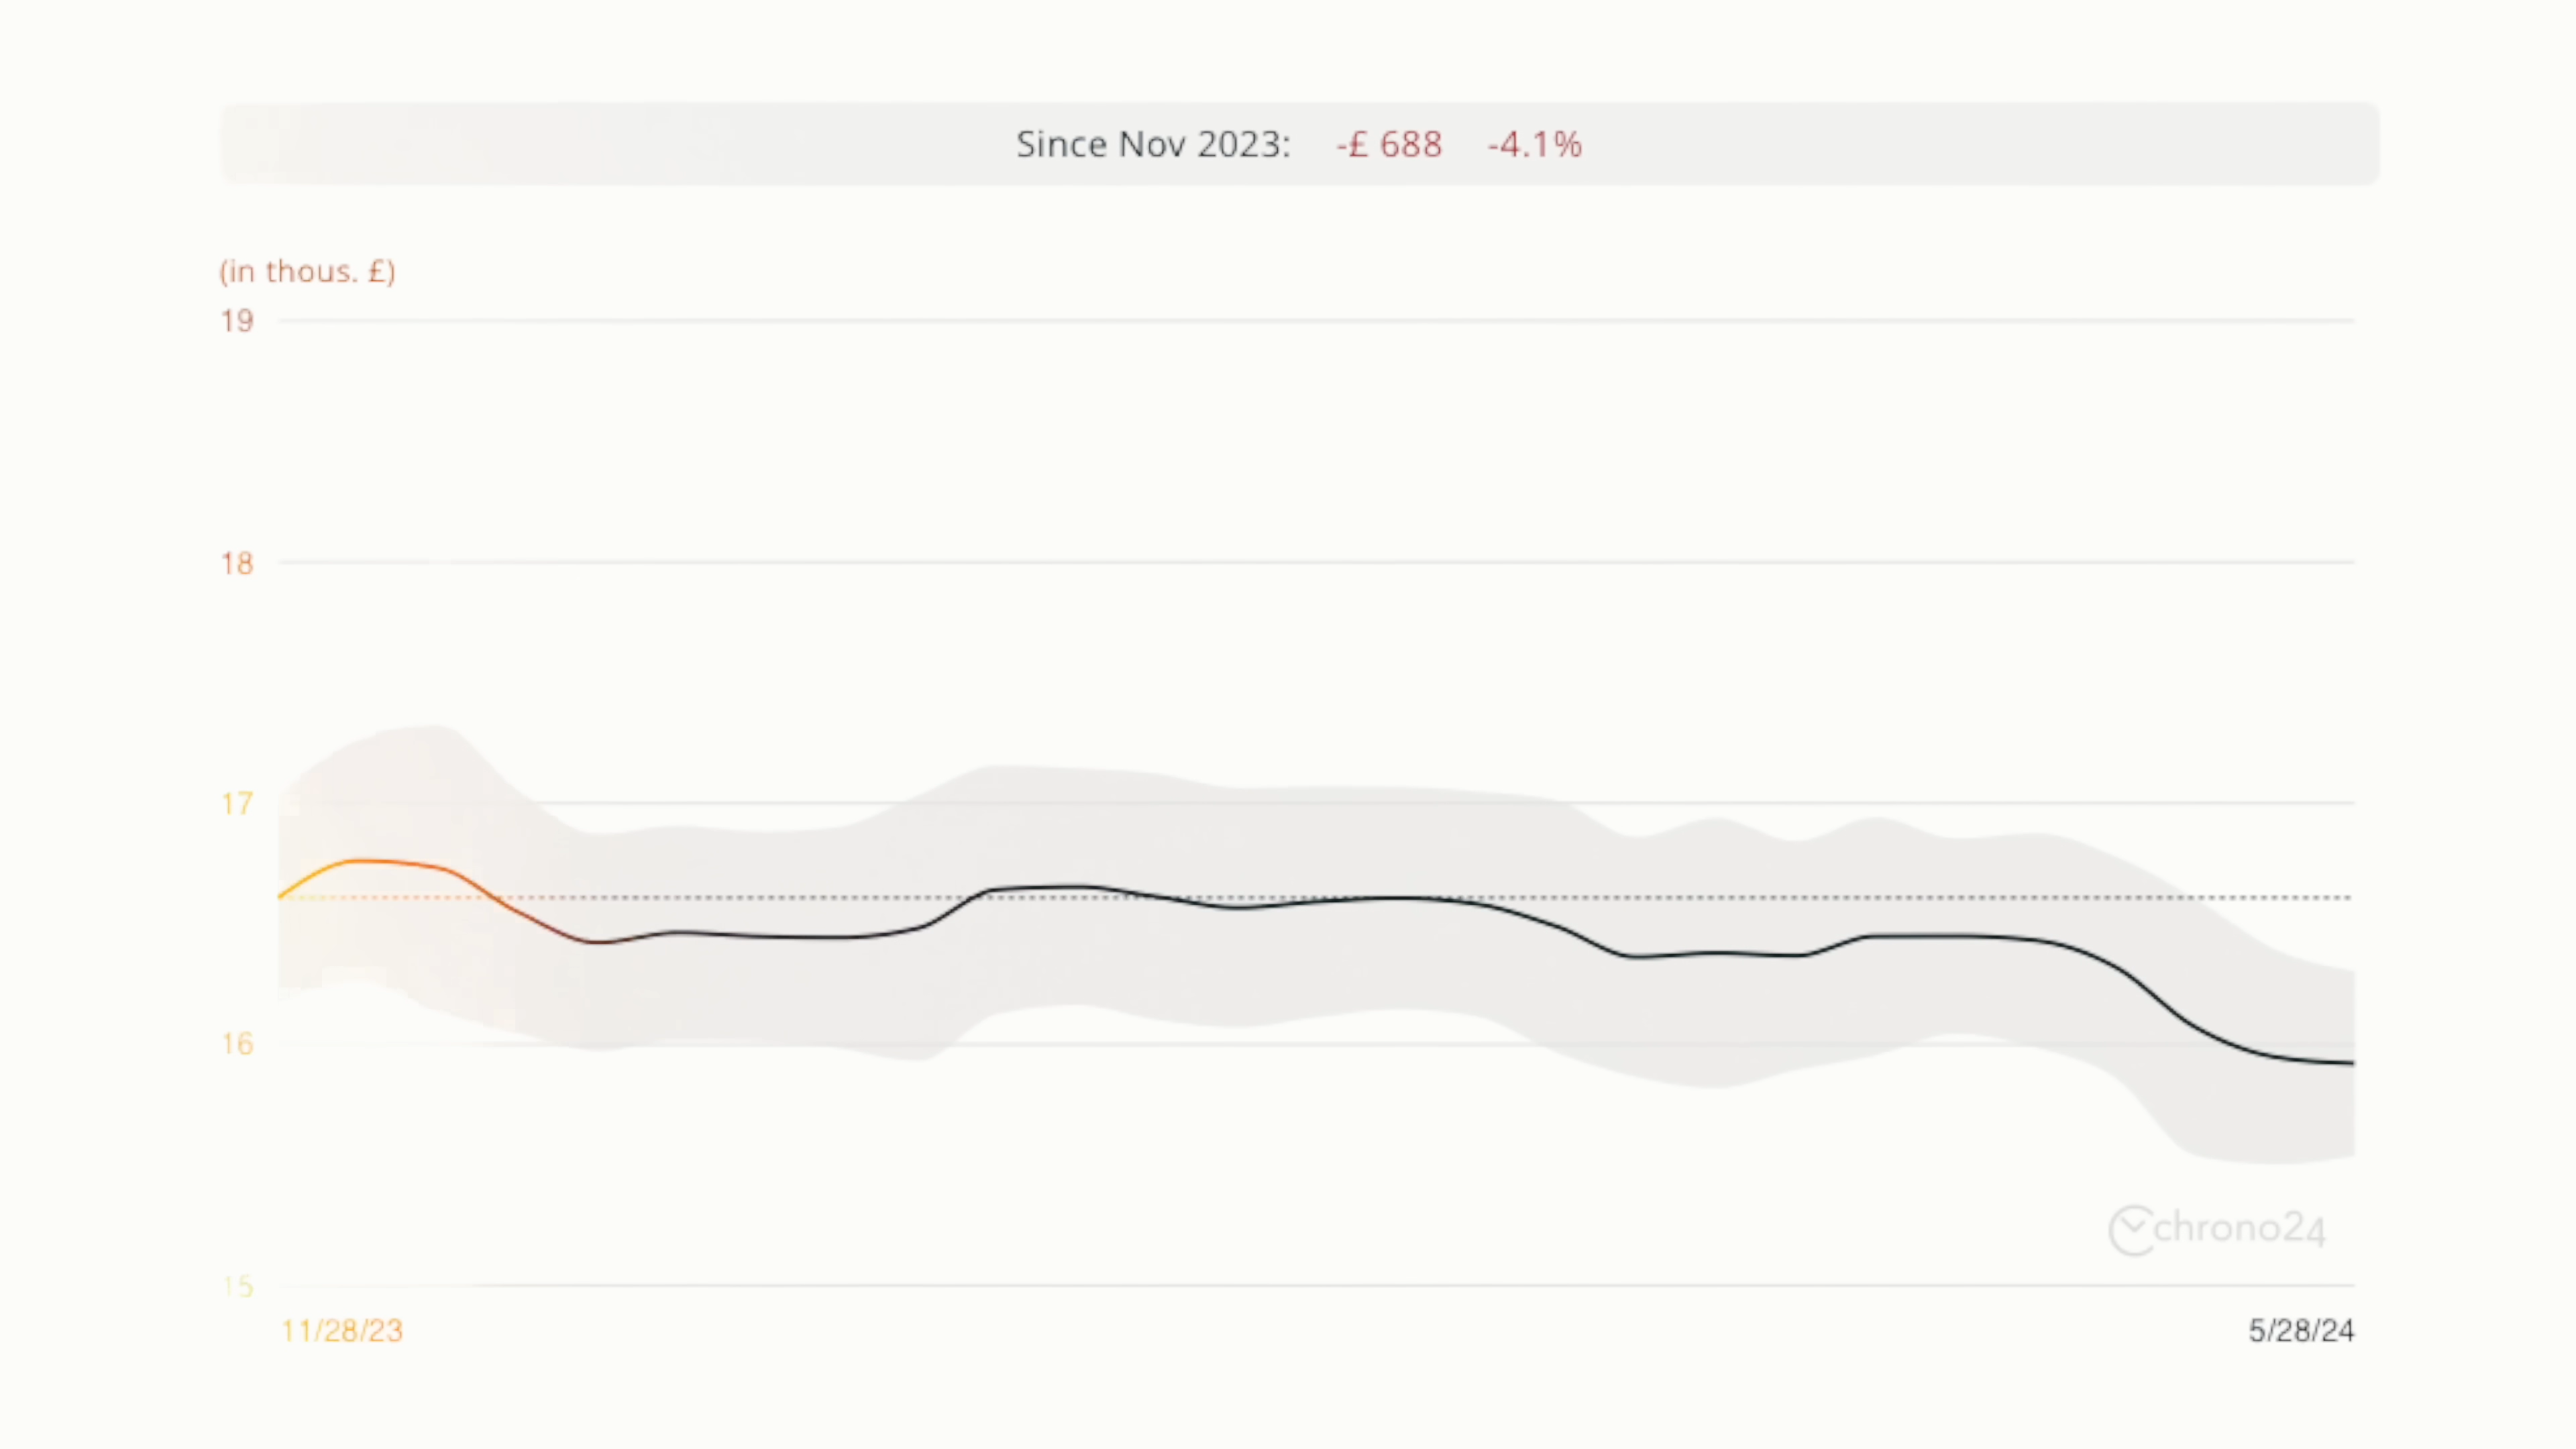 Since Nov 2023: -£ 688 -4.1%
(in thous. £)
19
18
17
16
15
chrono24
11/28/23 5/28/24